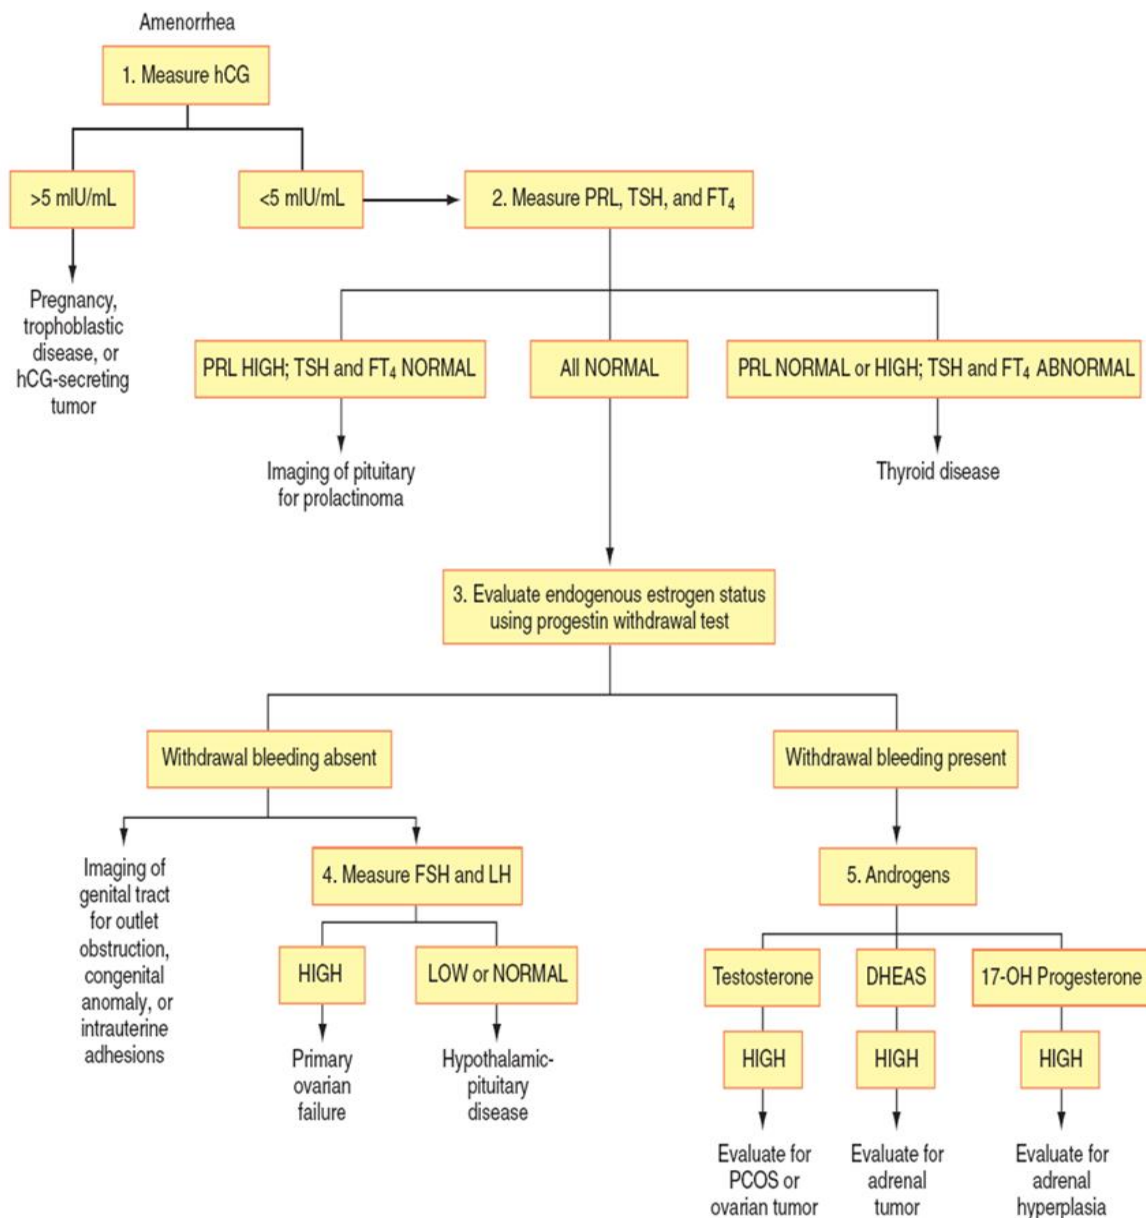 Amenorrhea
1. Measure hCG
>5 mIU/mL
<5 mIU/mL
2. Measure PRL, TSH, and FT₄
Pregnancy,
trophoblastic
disease, or
hCG-secreting
tumor
PRL HIGH; TSH and FT₄ NORMAL
All NORMAL
PRL NORMAL or HIGH; TSH and FT₄ ABNORMAL
Imaging of pituitary
for prolactinoma
Thyroid disease
3. Evaluate endogenous estrogen status
using progestin withdrawal test
Withdrawal bleeding absent
Withdrawal bleeding present
Imaging of
genital tract
for outlet
obstruction,
congenital
anomaly, or
intrauterine
adhesions
4. Measure FSH and LH
HIGH
LOW or NORMAL
Primary
ovarian
failure
Hypothalamic-
pituitary
disease
5. Androgens
Testosterone
DHEAS
17-OH Progesterone
HIGH
HIGH
HIGH
Evaluate for
PCOS or
ovarian tumor
Evaluate for
adrenal
tumor
Evaluate for
adrenal
hyperplasia